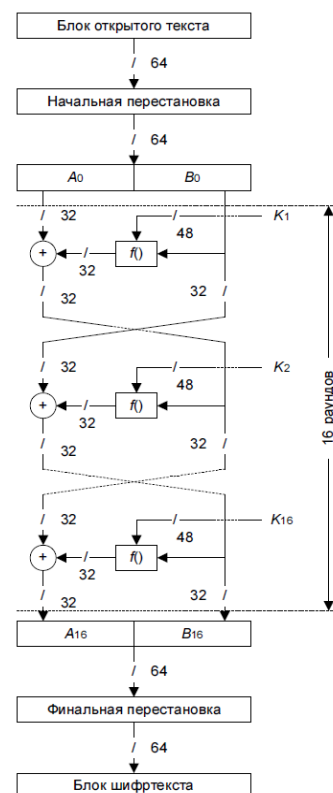 Блок открытого текста
/ 64
Начальная перестановка
/ 64
A0 B0
/ 32 / K1
48
+ / f()
32
/ 32 32 /
/ 32 / K2
48
+ / f()
32
/ 32 32 /
/ 32 / K16
48
+ / f()
32
/ 32 32 /
16 раундов
A16 B16
/ 64
Финальная перестановка
/ 64
Блок шифртекста